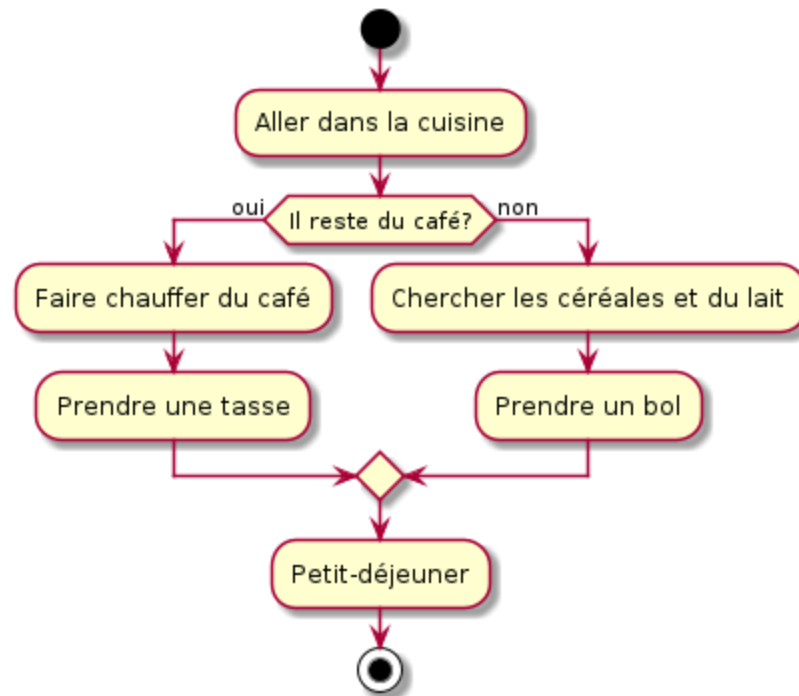 Aller dans la cuisine
oui
Il reste du café?
non
Faire chauffer du café
Chercher les céréales et du lait
Prendre une tasse
Prendre un bol
Petit-déjeuner